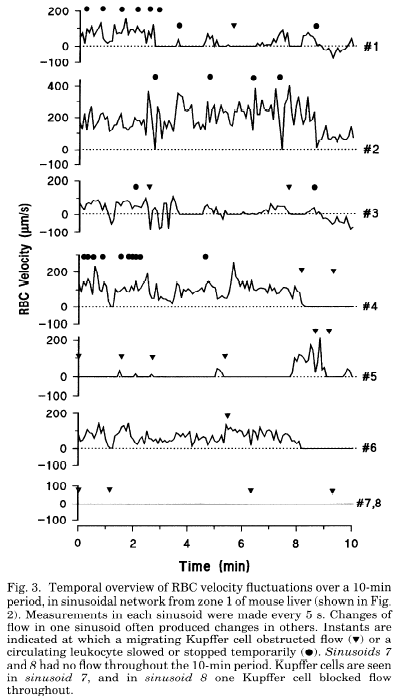 200
0
-100
#1
400
200
0
-100
#2
200
0
-100
#3
200
0
-100
#4
200
0
-100
#5
200
0
-100
#6
100
0
-100
#7,8
RBC Velocity (µm/s)
0 2 4 6 8 10
Time (min)
Fig. 3. Temporal overview of RBC velocity fluctuations over a 10-min
period, in sinusoidal network from zone 1 of mouse liver (shown in Fig.
2). Measurements in each sinusoid were made every 5 s. Changes of
flow in one sinusoid often produced changes in others. Instants are
indicated at which a migrating Kupffer cell obstructed flow (▼) or a
circulating leukocyte slowed or stopped temporarily (●). Sinusoids 7
and 8 had no flow throughout the 10-min period. Kupffer cells are seen
in sinusoid 7, and in sinusoid 8 one Kupffer cell blocked flow
throughout.